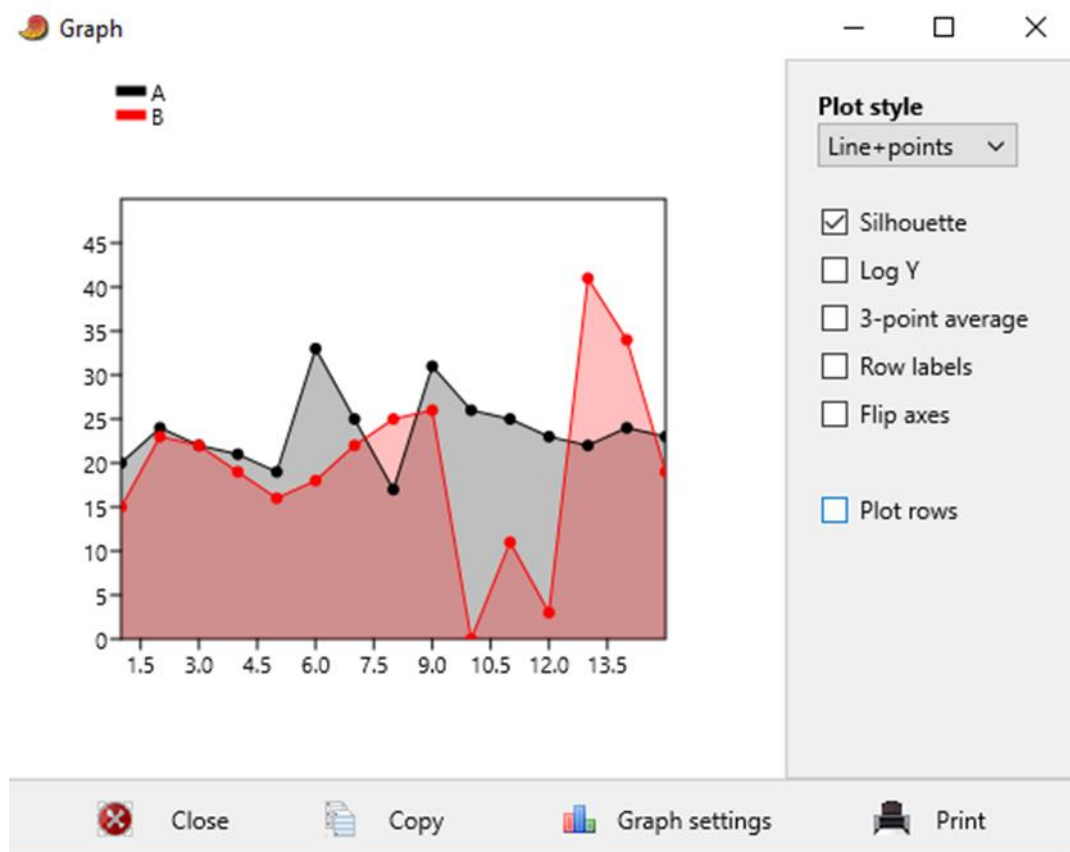 Graph
A
B
45
40
35
30
25
20
15
10
5
0
1.5 3.0 4.5 6.0 7.5 9.0 10.5 12.0 13.5
Plot style
Line+points
Silhouette
Log Y
3-point average
Row labels
Flip axes
Plot rows
Close Copy Graph settings Print